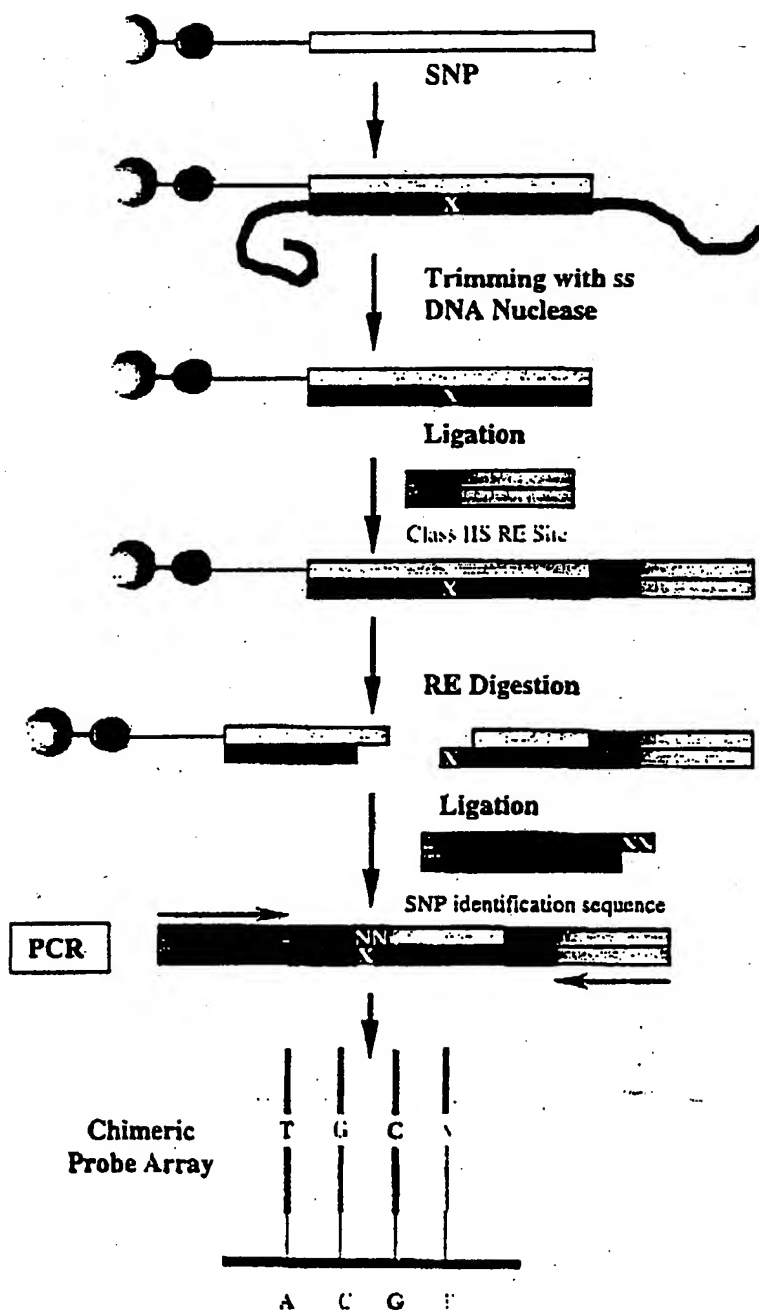 SNP
X
Trimming with ss
DNA Nuclease
X
Ligation
Class IIS RE Site
X
RE Digestion
X
Ligation
SNP identification sequence
PCR
NN
X
Chimeric
Probe Array
T G C
A C G